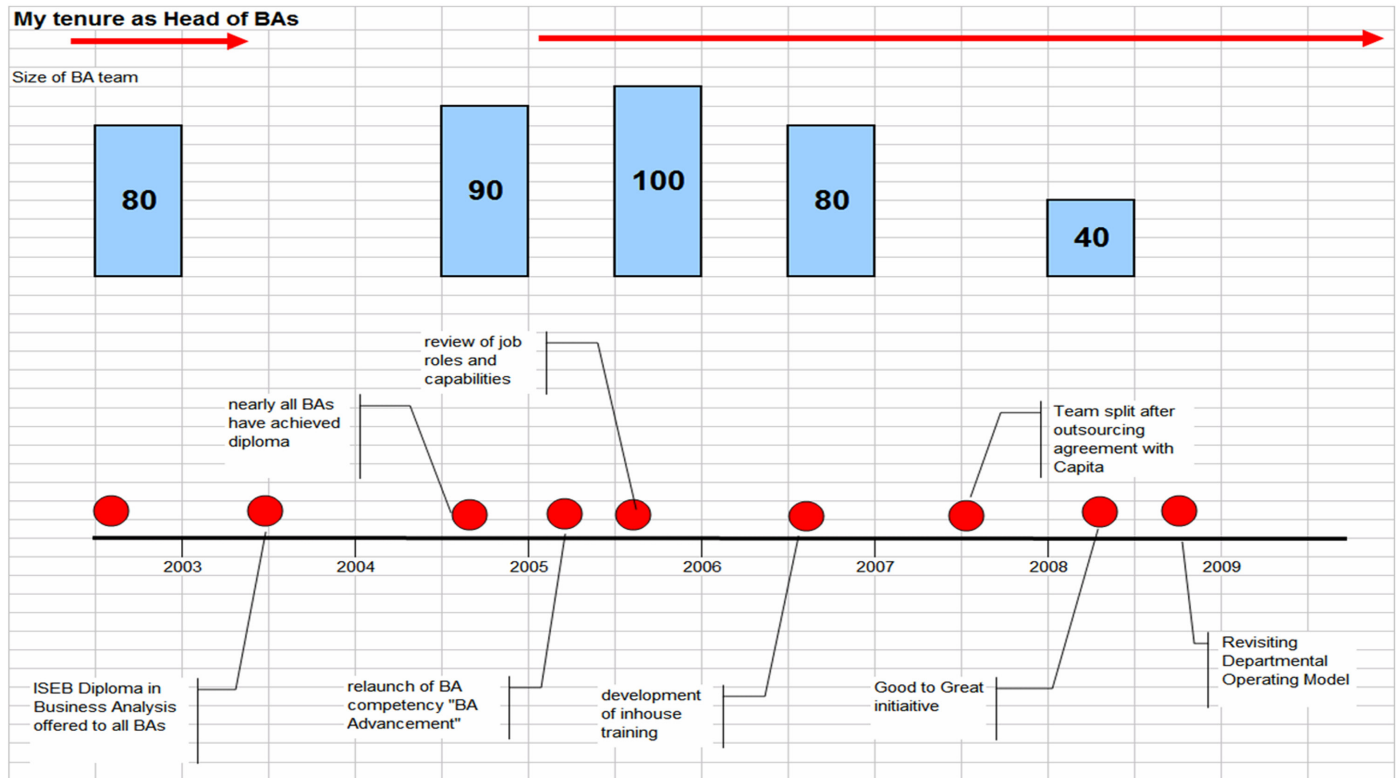 My tenure as Head of BAs
Size of BA team
80
90
100
80
40
review of job
roles and
capabilities
nearly all BAs
have achieved
diploma
Team split after
outsourcing
agreement with
Capita
2003
2004
2005
2006
2007
2008
2009
ISEB Diploma in
Business Analysis
offered to all BAs
relaunch of BA
competency "BA
Advancement"
development
of inhouse
training
Good to Great
initiaitive
Revisiting
Departmental
Operating Model